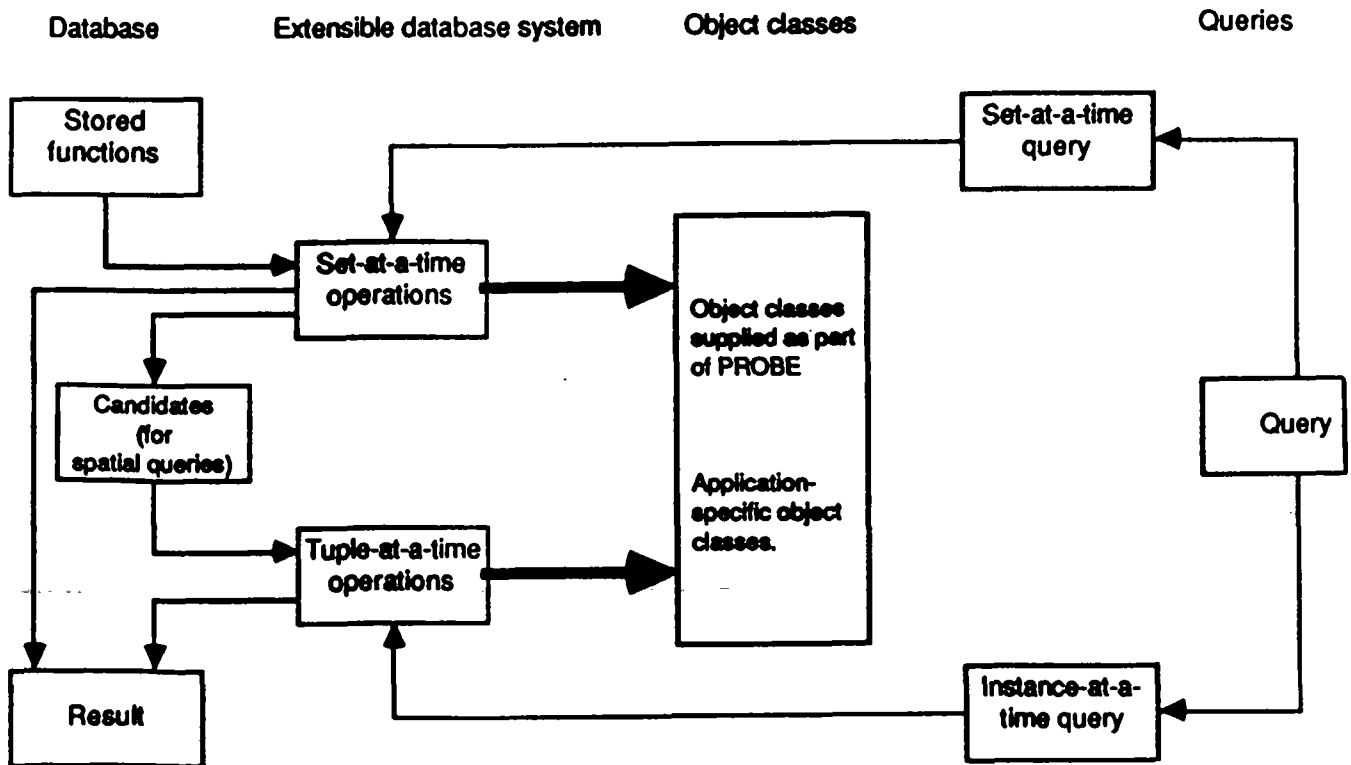 Database
Extensible database system
Object classes
Queries
Stored
functions
Set-at-a-time
query
Set-at-a-time
operations
Object classes
supplied as part
of PROBE
Candidates
(for
spatial queries)
Query
Application-
specific object
classes.
Tuple-at-a-time
operations
Result
Instance-at-a-
time query